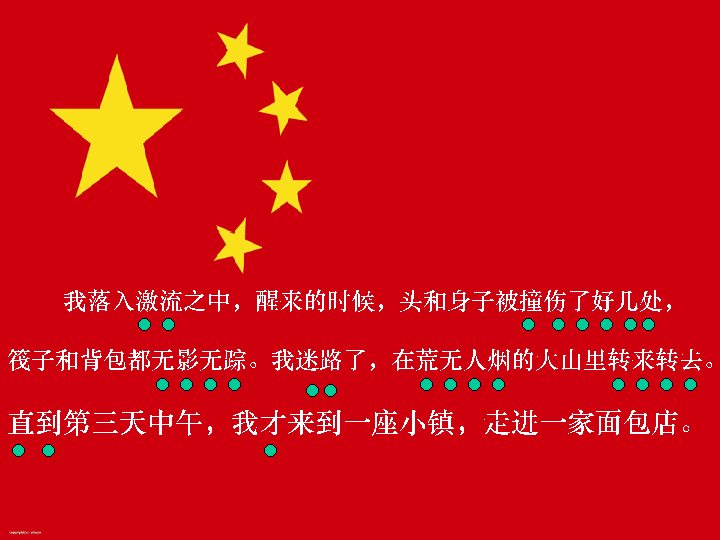 我落入激流之中，醒来的时候，头和身子被撞伤了好几处，
筏子和背包都无影无踪。我迷路了，在荒无人烟的大山里转来转去。
直到第三天中午，我才来到一座小镇，走进一家面包店。